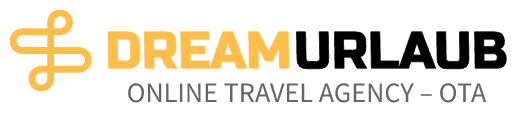 DREAMURLAUB
ONLINE TRAVEL AGENCY – OTA